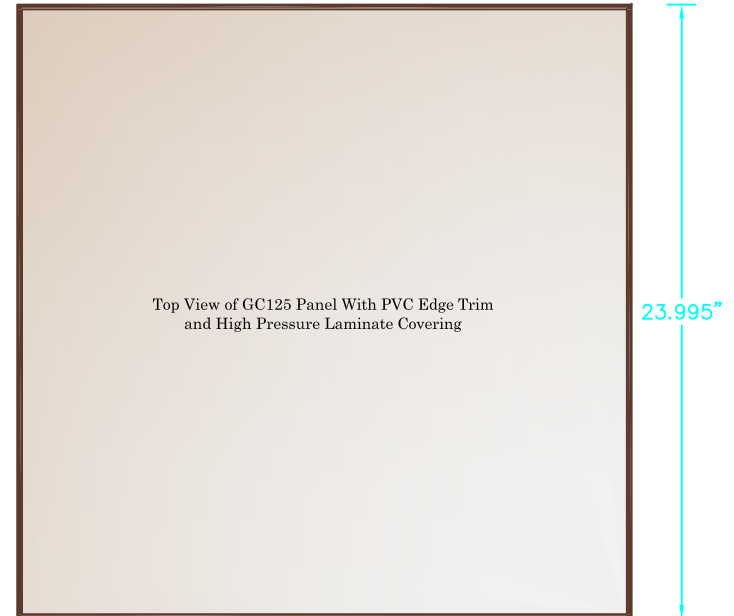 Top View of GC125 Panel With PVC Edge Trim
and High Pressure Laminate Covering
23.995"